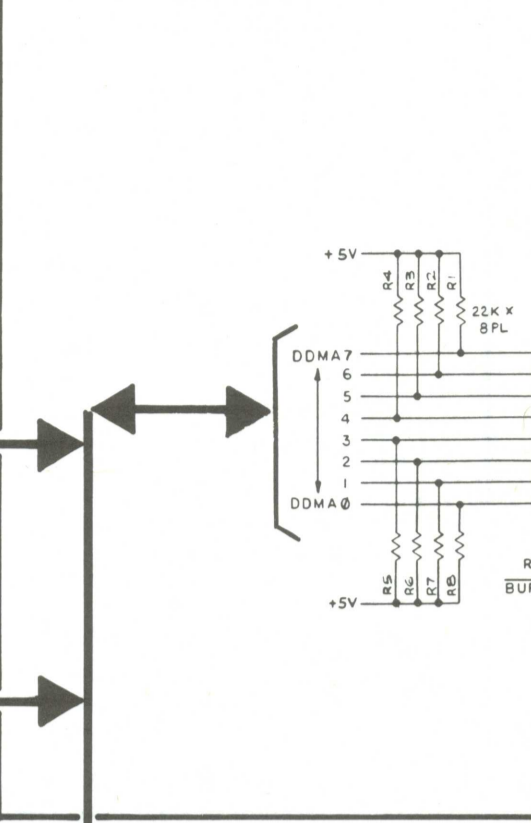 +5V
R4 R3 R2 R1
22K X
8PL
DDMA7
6
5
4
3
2
1
DDMA0
R5 R6 R7 R8
+5V
R
BUF